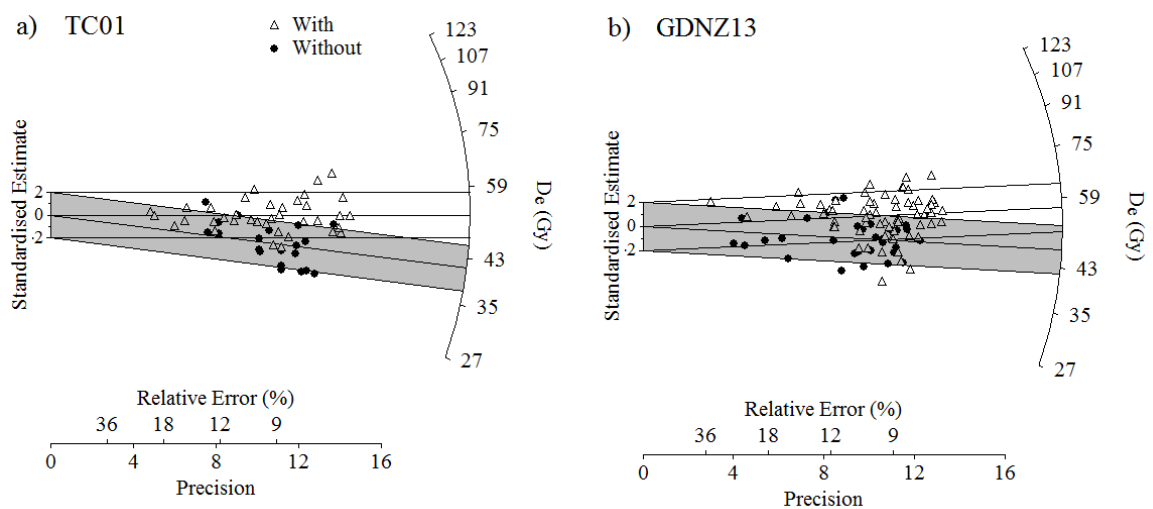 a) TC01
With
Without
123
107
91
75
59
43
35
27
De (Gy)
Standardised Estimate
2
0
-2
Relative Error (%)
36 18 12 9
0 4 8 12 16
Precision
b) GDNZ13
123
107
91
75
59
43
35
27
De (Gy)
Standardised Estimate
2
0
-2
Relative Error (%)
36 18 12 9
0 4 8 12 16
Precision